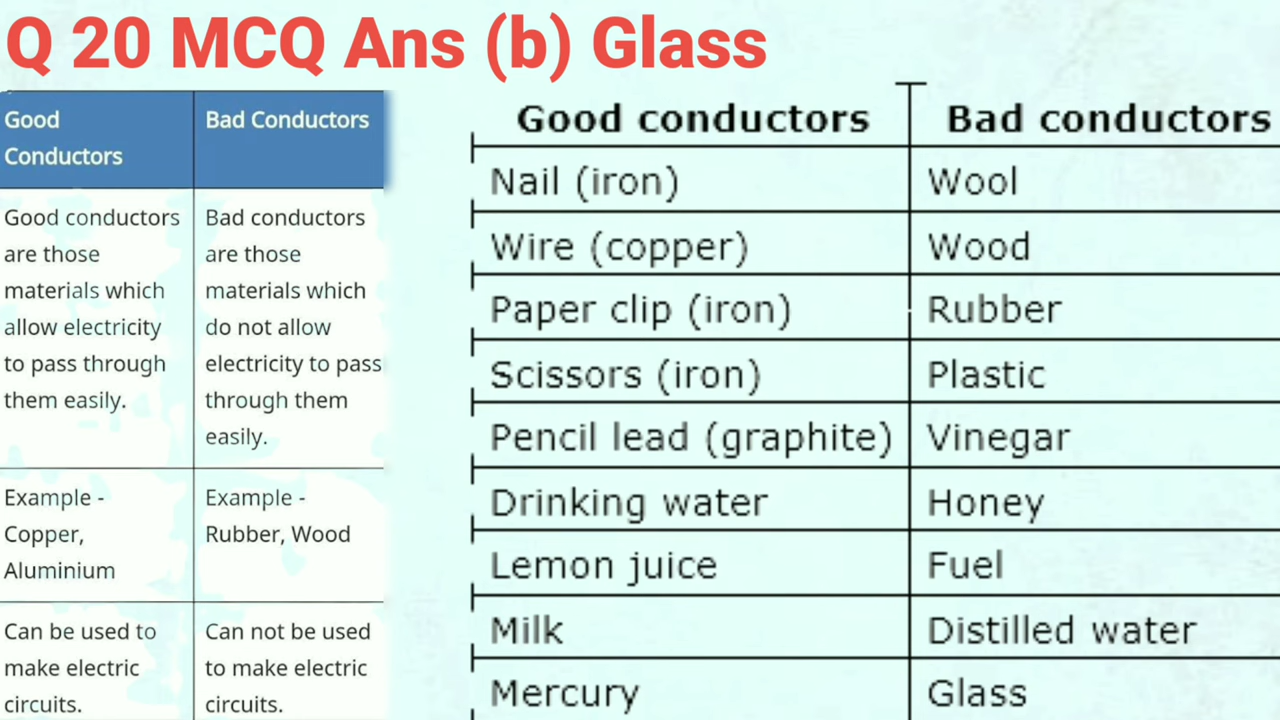 Q 20 MCQ Ans (b) Glass
Good
Conductors
Bad Conductors
Good conductors
are those
materials which
allow electricity
to pass through
them easily.
Bad conductors
are those
materials which
do not allow
electricity to pass
through them
easily.
Example -
Copper,
Aluminium
Example -
Rubber, Wood
Can be used to
make electric
circuits.
Can not be used
to make electric
circuits.
Good conductors Bad conductors
Nail (iron) Wool
Wire (copper) Wood
Paper clip (iron) Rubber
Scissors (iron) Plastic
Pencil lead (graphite) Vinegar
Drinking water Honey
Lemon juice Fuel
Milk Distilled water
Mercury Glass